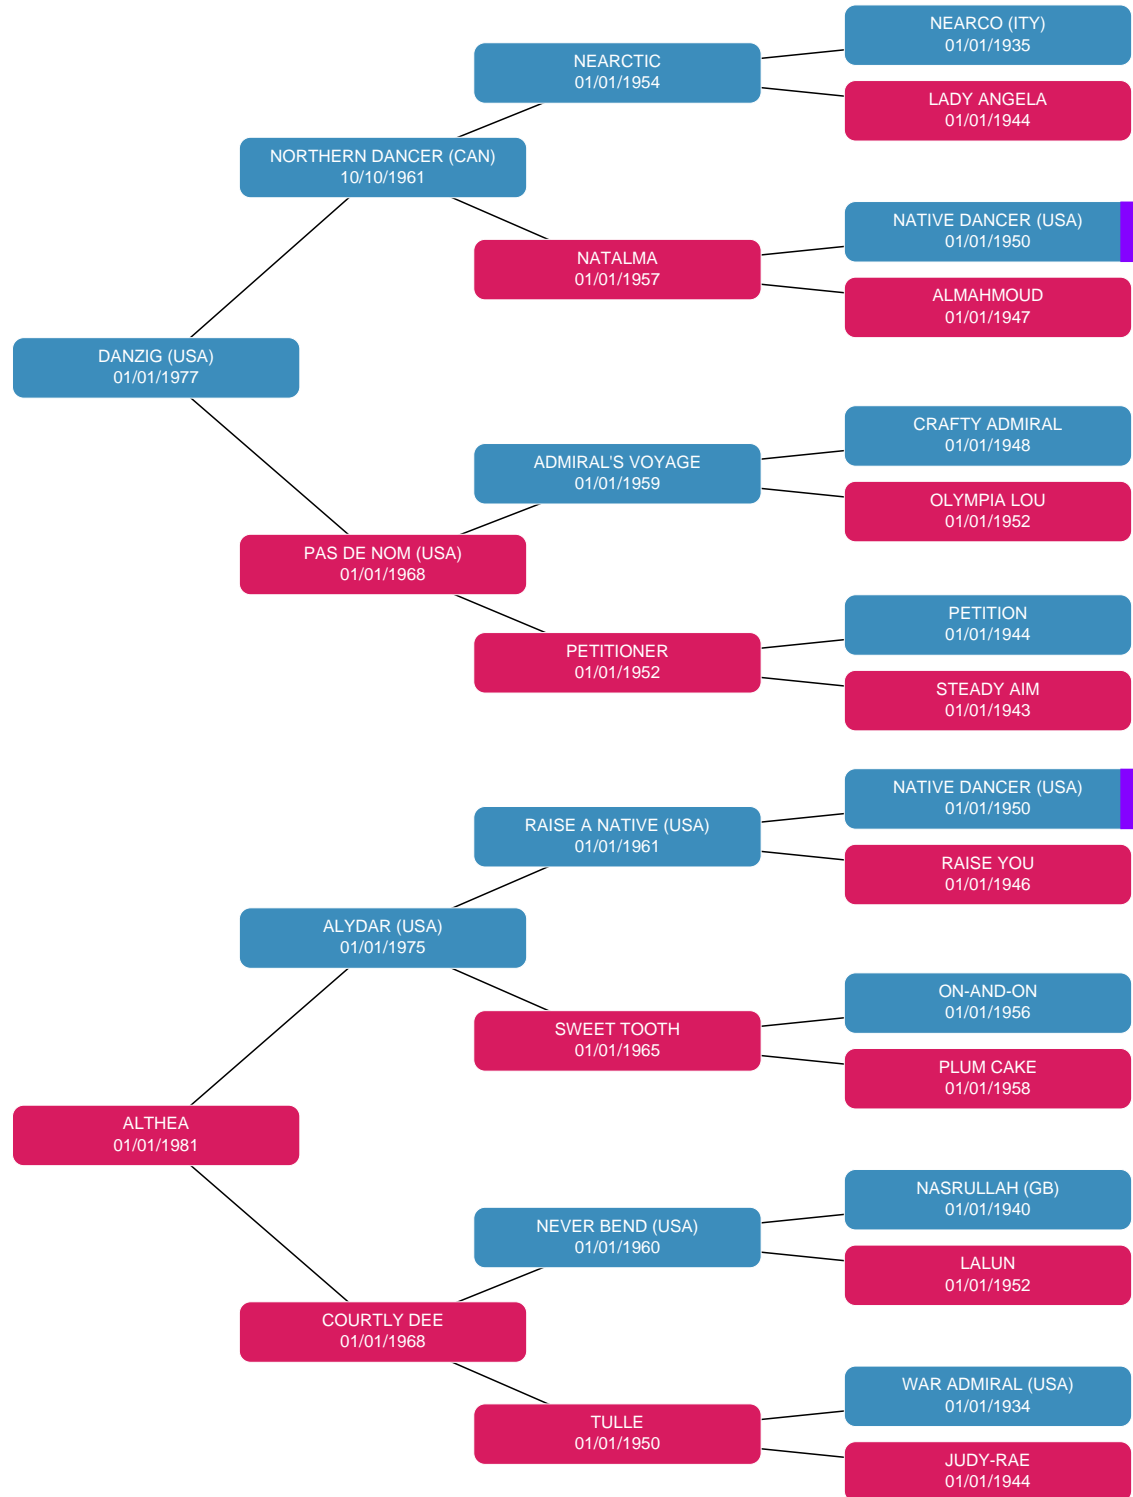 NEARCO (ITY)
01/01/1935
NEARCTIC
01/01/1954
LADY ANGELA
01/01/1944
NORTHERN DANCER (CAN)
10/10/1961
NATIVE DANCER (USA)
01/01/1950
NATALMA
01/01/1957
ALMAHMOUD
01/01/1947
DANZIG (USA)
01/01/1977
CRAFTY ADMIRAL
01/01/1948
ADMIRAL'S VOYAGE
01/01/1959
OLYMPIA LOU
01/01/1952
PAS DE NOM (USA)
01/01/1968
PETITION
01/01/1944
PETITIONER
01/01/1952
STEADY AIM
01/01/1943
NATIVE DANCER (USA)
01/01/1950
RAISE A NATIVE (USA)
01/01/1961
RAISE YOU
01/01/1946
ALYDAR (USA)
01/01/1975
ON-AND-ON
01/01/1956
SWEET TOOTH
01/01/1965
PLUM CAKE
01/01/1958
ALTHEA
01/01/1981
NASRULLAH (GB)
01/01/1940
NEVER BEND (USA)
01/01/1960
LALUN
01/01/1952
COURTLY DEE
01/01/1968
WAR ADMIRAL (USA)
01/01/1934
TULLE
01/01/1950
JUDY-RAE
01/01/1944